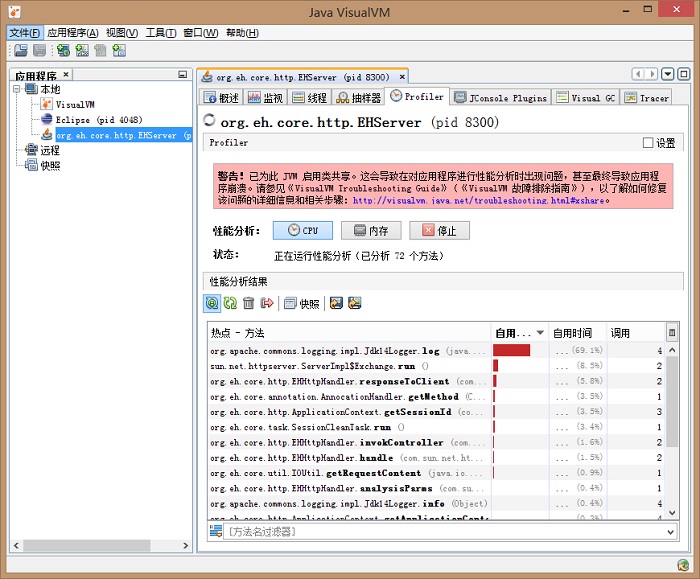 Java VisualVM
文件(F) 应用程序(A) 视图(V) 工具(T) 窗口(W) 帮助(H)
应用程序 ×
本地
VisualVM
Eclipse (pid 4048)
org.eh.core.http.EHServer (p
远程
快照
org.eh.core.http.EHServer (pid 8300) ×
概述 监视 线程 抽样器 Profiler JConsole Plugins Visual GC Tracer
org.eh.core.http.EHServer (pid 8300)
Profiler 设置
警告!已为此 JVM 启用类共享。这会导致在对应用程序进行性能分析时出现问题，甚至最终导致应用程
序崩溃。请参见《VisualVM Troubleshooting Guide》(《VisualVM 故障排除指南》)，以了解如何修复
该问题的详细信息和相关步骤: http://visualvm.java.net/troubleshooting.html#xshare。
性能分析: CPU 内存 停止
状态: 正在运行性能分析（已分析 72 个方法）
性能分析结果
快照
热点 - 方法 自用... 自用时间 调用
org.apache.commons.logging.impl.Jdk14Logger.log (java.... ... (69.1%) 4
sun.net.httpserver.ServerImpl$Exchange.run () ... (8.5%) 2
org.eh.core.http.EHHttpHandler.responseToClient (com... ... (5.8%) 2
org.eh.core.annotation.AnnocationHandler.getMethod (C... ... (3.5%) 1
org.eh.core.http.ApplicationContext.getSessionId (co... ... (3.5%) 3
org.eh.core.task.SessionCleanTask.run () ... (3.4%) 1
org.eh.core.http.EHHttpHandler.invokController (com.... ... (1.6%) 2
org.eh.core.http.EHHttpHandler.handle (com.sun.net.ht... ... (1.5%) 2
org.eh.core.util.IOUtil.getRequestContent (java.io.... ... (0.9%) 1
org.eh.core.http.EHHttpHandler.analysisParms (com.su... ... (0.4%) 1
org.apache.commons.logging.impl.Jdk14Logger.info (Object) ... (0.4%) 4
org.eh.core.http.ApplicationContext.getApplicationConte
[方法名过滤器]